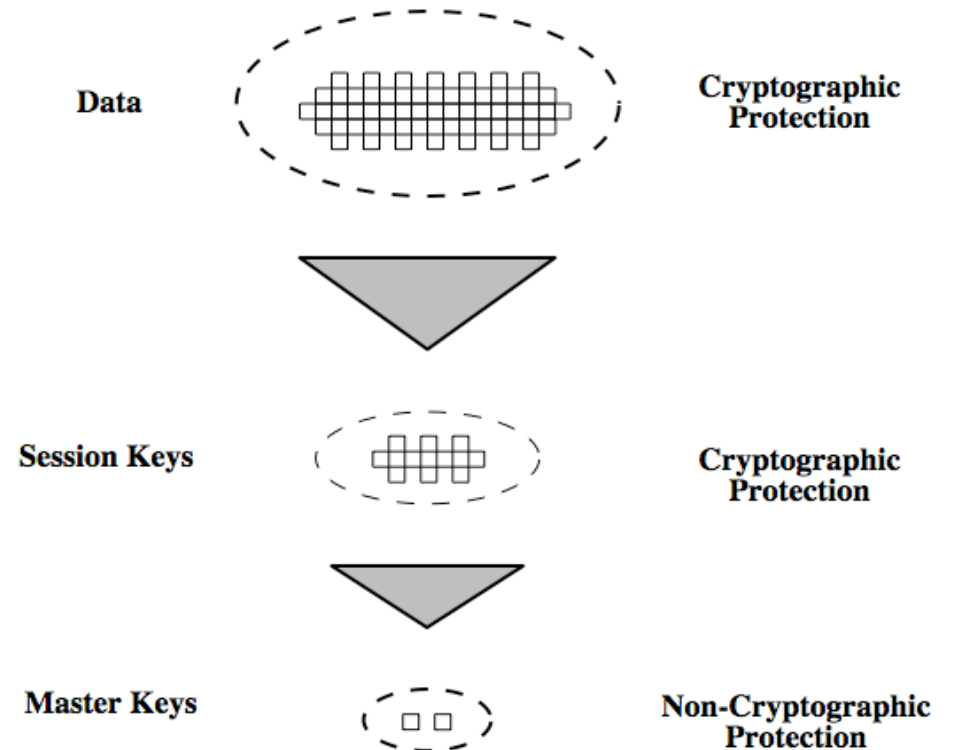 Data
Cryptographic
Protection
Session Keys
Cryptographic
Protection
Master Keys
Non-Cryptographic
Protection